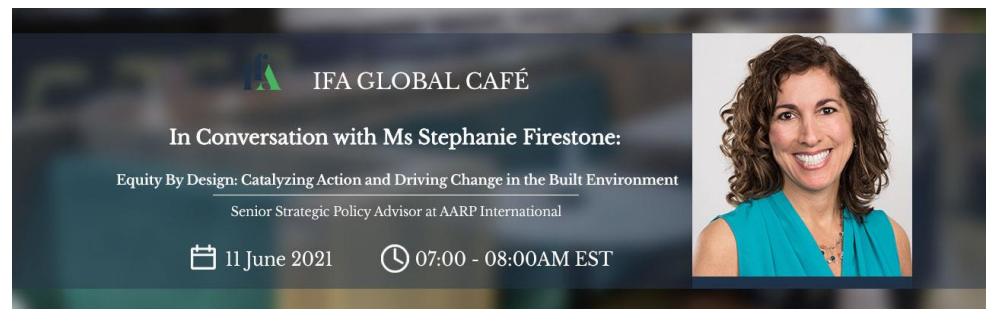 ifA
IFA GLOBAL CAFÉ
In Conversation with Ms Stephanie Firestone:
Equity By Design: Catalyzing Action and Driving Change in the Built Environment
Senior Strategic Policy Advisor at AARP International
11 June 2021
07:00 - 08:00AM EST